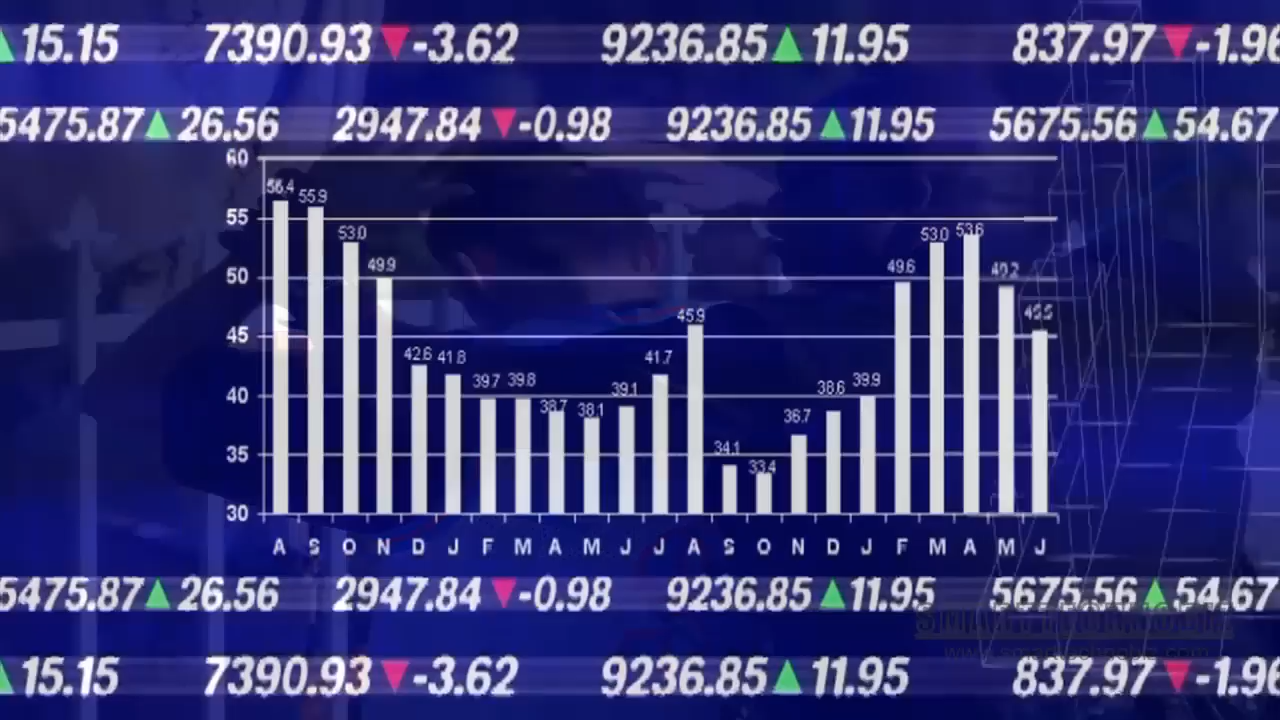 15.15 7390.93 -3.62 9236.85 11.95 837.97 -1.96
5475.87 26.56 2947.84 -0.98 9236.85 11.95 5675.56 54.67
60
56.4 55.9
55
53.0 53.0 53.6
50
49.9 49.6 49.2
45
45.9 45.5
42.6 41.8 41.7
40
39.7 39.8 38.7 38.1 39.1 38.6 39.9
36.7
35
34.1 33.4
30
A S O N D J F M A M J J A S O N D J F M A M J
5475.87 26.56 2947.84 -0.98 9236.85 11.95 5675.56 54.67
15.15 7390.93 -3.62 9236.85 11.95 837.97 -1.96